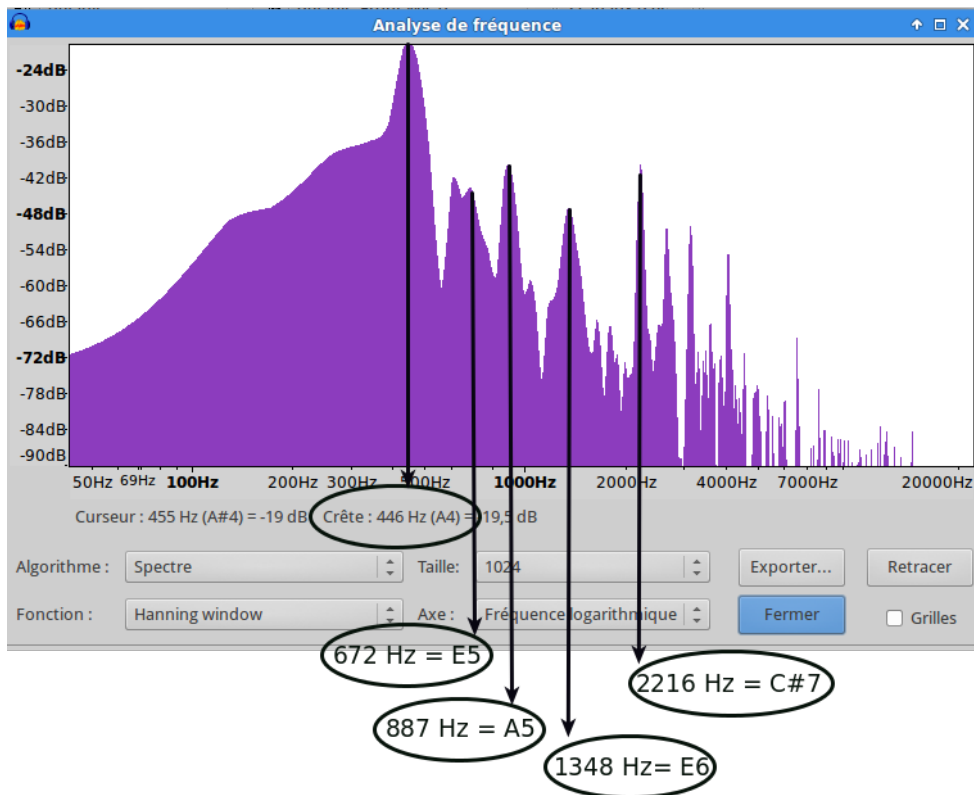 Analyse de fréquence
-24dB
-30dB
-36dB
-42dB
-48dB
-54dB
-60dB
-66dB
-72dB
-78dB
-84dB
-90dB
50Hz 69Hz 100Hz 200Hz 300Hz 500Hz 1000Hz 2000Hz 4000Hz 7000Hz 20000Hz
Curseur : 455 Hz (A#4) = -19 dB Crête : 446 Hz (A4) = 19,5 dB
Algorithme : Spectre Taille: 1024 Exporter... Retracer
Fonction : Hanning window Axe : Fréquence logarithmique Fermer Grilles
672 Hz = E5
2216 Hz = C#7
887 Hz = A5
1348 Hz= E6